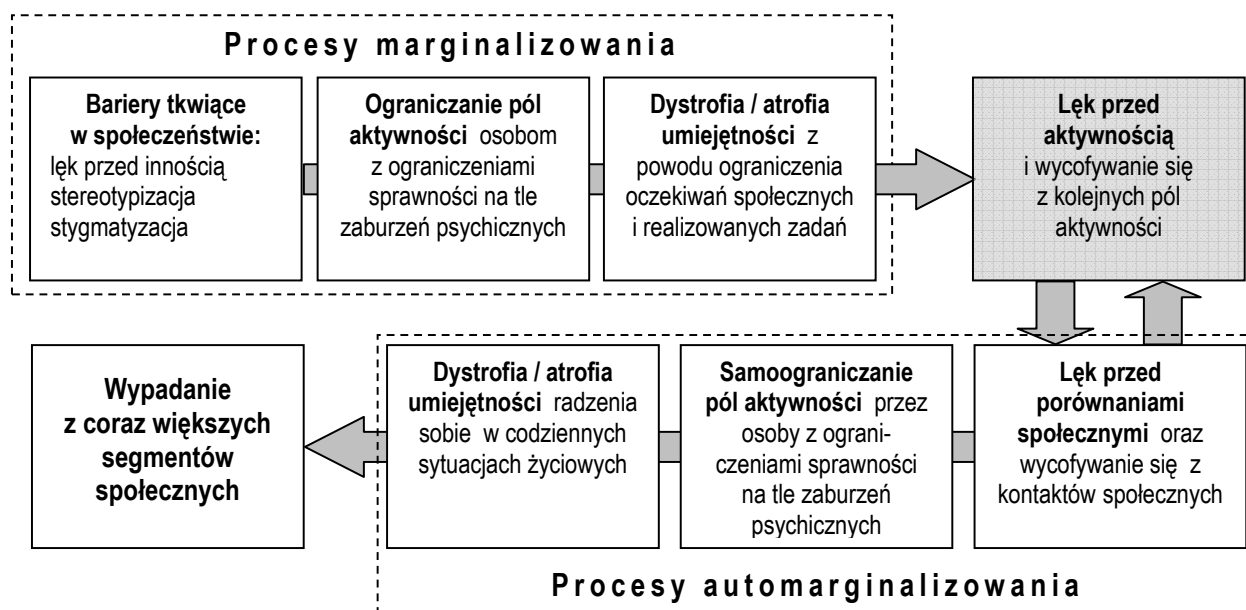 Procesy marginalizowania
Bariery tkwiące
w społeczeństwie:
lęk przed innością
stereotypizacja
stygmatyzacja
Ograniczanie pól
aktywności osobom
z ograniczeniami
sprawności na tle
zaburzeń psychicznych
Dystrofia / atrofia
umiejętności z
powodu ograniczenia
oczekiwań społecznych
i realizowanych zadań
Lęk przed
aktywnością
i wycofywanie się
z kolejnych pól
aktywności
Lęk przed
porównaniami
społecznymi oraz
wycofywanie się z
kontaktów społecznych
Samoograniczanie
pól aktywności przez
osoby z ograni-
czeniami sprawności
na tle zaburzeń
psychicznych
Dystrofia / atrofia
umiejętności radzenia
sobie w codziennych
sytuacjach życiowych
Wypadanie
z coraz większych
segmentów
społecznych
Procesy automarginalizowania